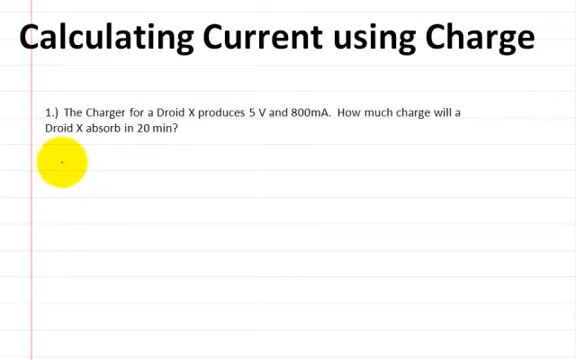 Calculating Current using Charge
1.) The Charger for a Droid X produces 5 V and 800mA. How much charge will a
Droid X absorb in 20 min?